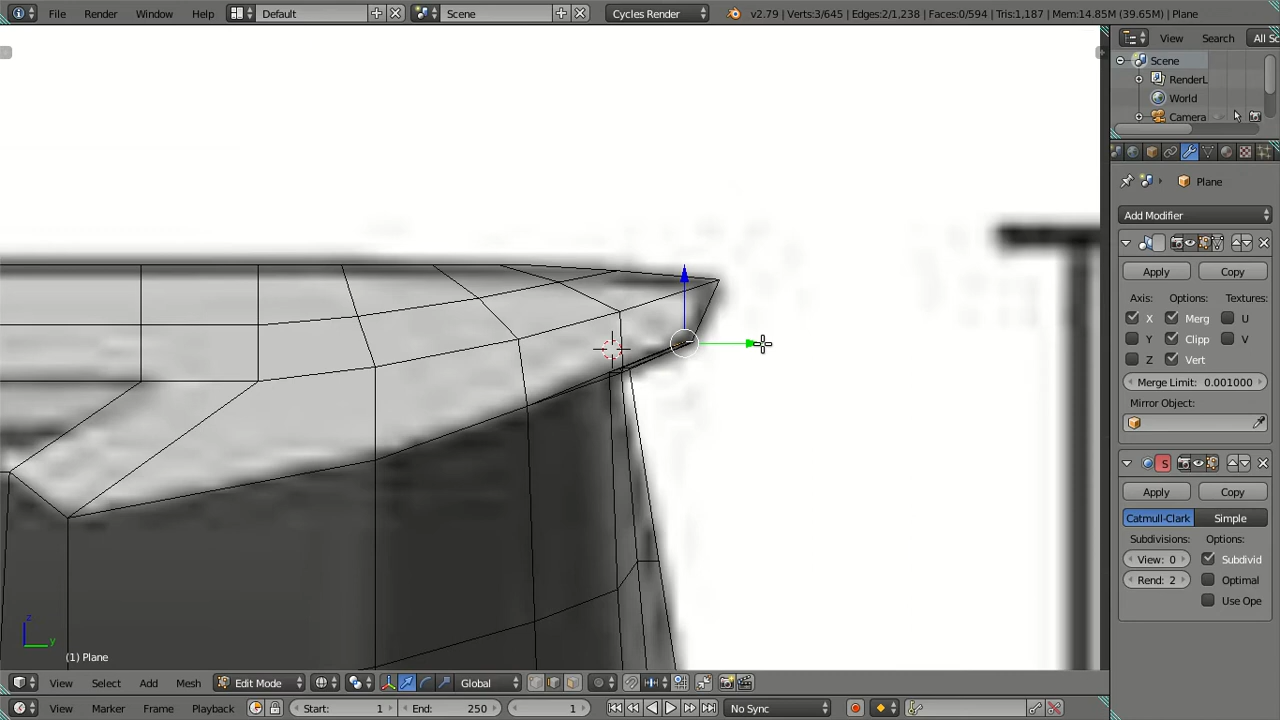 File Render Window Help Default Scene Cycles Render v2.79 | Verts:3/645 | Edges:2/1,238 | Faces:0/594 | Tris:1,187 | Mem:14.85M (39.65M) | Plane
View Search All Sc
Scene
RenderL
World
Camera
Plane
Add Modifier
Apply Copy
Axis: Options: Textures:
X Merg U
Y Clipp V
Z Vert
Merge Limit: 0.001000
Mirror Object:
S
Apply Copy
Catmull-Clark Simple
Subdivisions: Options:
View: 0 Subdivid
Rend: 2 Optimal
Use Ope
z
y
(1) Plane
View Select Add Mesh Edit Mode Global
View Marker Frame Playback Start: 1 End: 250 1 No Sync